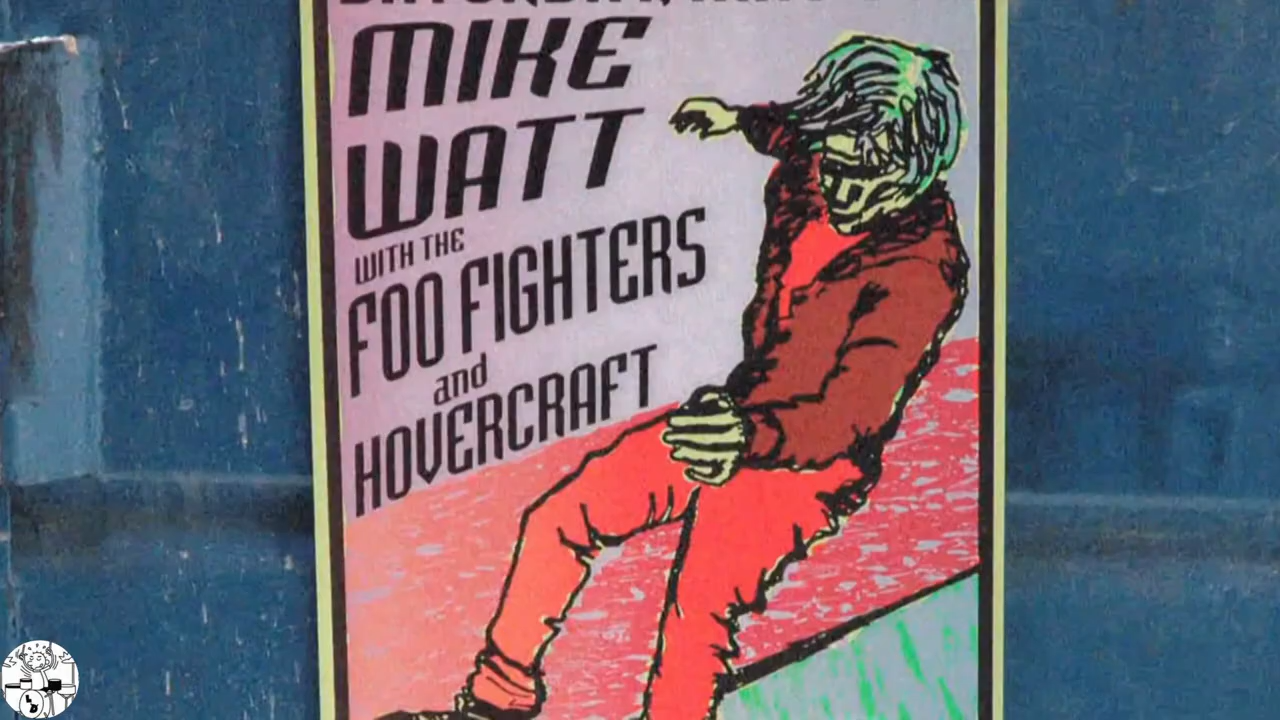 MIKE
WATT
WITH THE
FOO FIGHTERS
and
HOVERCRAFT